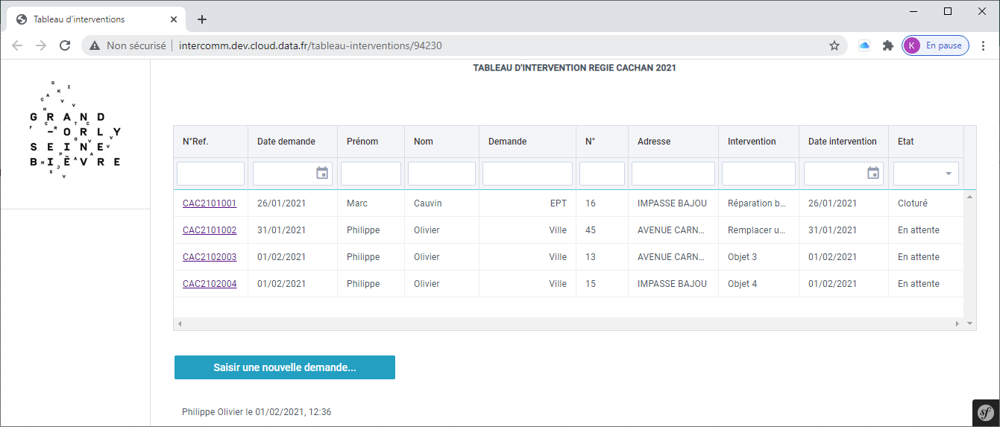 Tableau d'interventions
Non sécurisé intercomm.dev.cloud.data.fr/tableau-interventions/94230 K En pause
TABLEAU D'INTERVENTION REGIE CACHAN 2021
GRAND
-ORLY
SEINE
BIÈVRE
N°Ref. Date demande Prénom Nom Demande N° Adresse Intervention Date intervention Etat
CAC2101001 26/01/2021 Marc Cauvin EPT 16 IMPASSE BAJOU Réparation b... 26/01/2021 Cloturé
CAC2101002 31/01/2021 Philippe Olivier Ville 45 AVENUE CARN... Remplacer u... 31/01/2021 En attente
CAC2102003 01/02/2021 Philippe Olivier Ville 13 AVENUE CARN... Objet 3 01/02/2021 En attente
CAC2102004 01/02/2021 Philippe Olivier Ville 15 IMPASSE BAJOU Objet 4 01/02/2021 En attente
Saisir une nouvelle demande...
Philippe Olivier le 01/02/2021, 12:36
sf